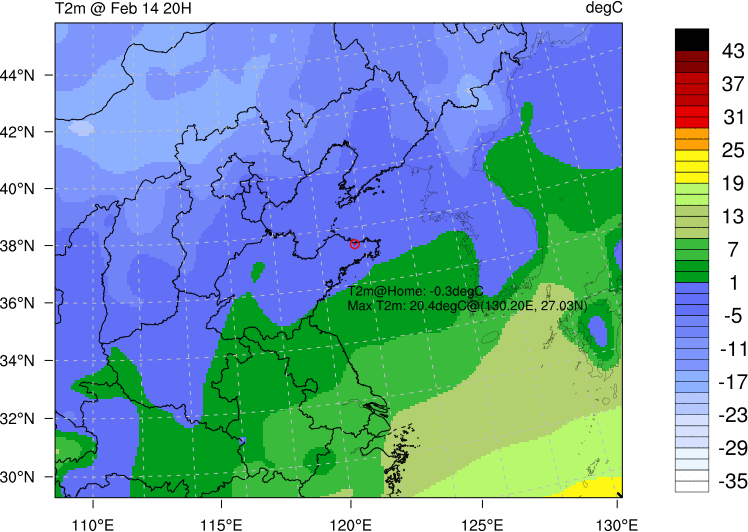 T2m @ Feb 14 20H
degC
44°N
42°N
40°N
38°N
36°N
34°N
32°N
30°N
T2m@Home: -0.3degC
Max T2m: 20.4degC@(130.20E, 27.03N)
110°E
115°E
120°E
125°E
130°E
43
37
31
25
19
13
7
1
-5
-11
-17
-23
-29
-35